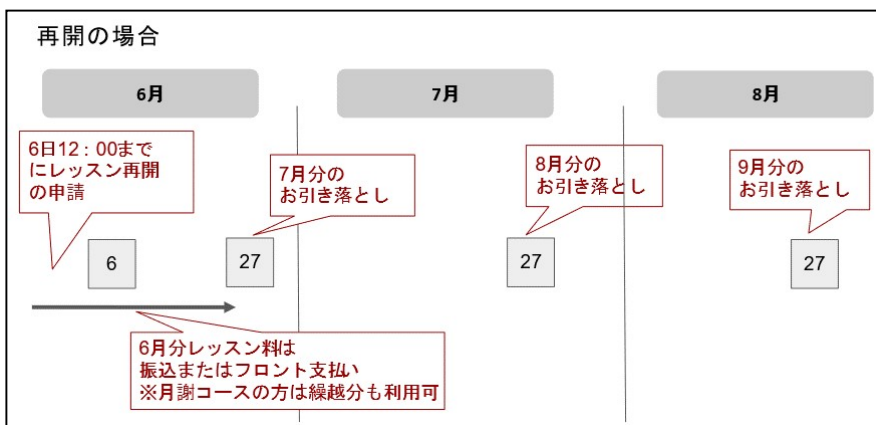 再開の場合
6月
7月
8月
6日12：00まで
にレッスン再開
の申請
7月分の
お引き落とし
8月分の
お引き落とし
9月分の
お引き落とし
6
27
27
27
6月分レッスン料は
振込またはフロント支払い
※月謝コースの方は繰越分も利用可